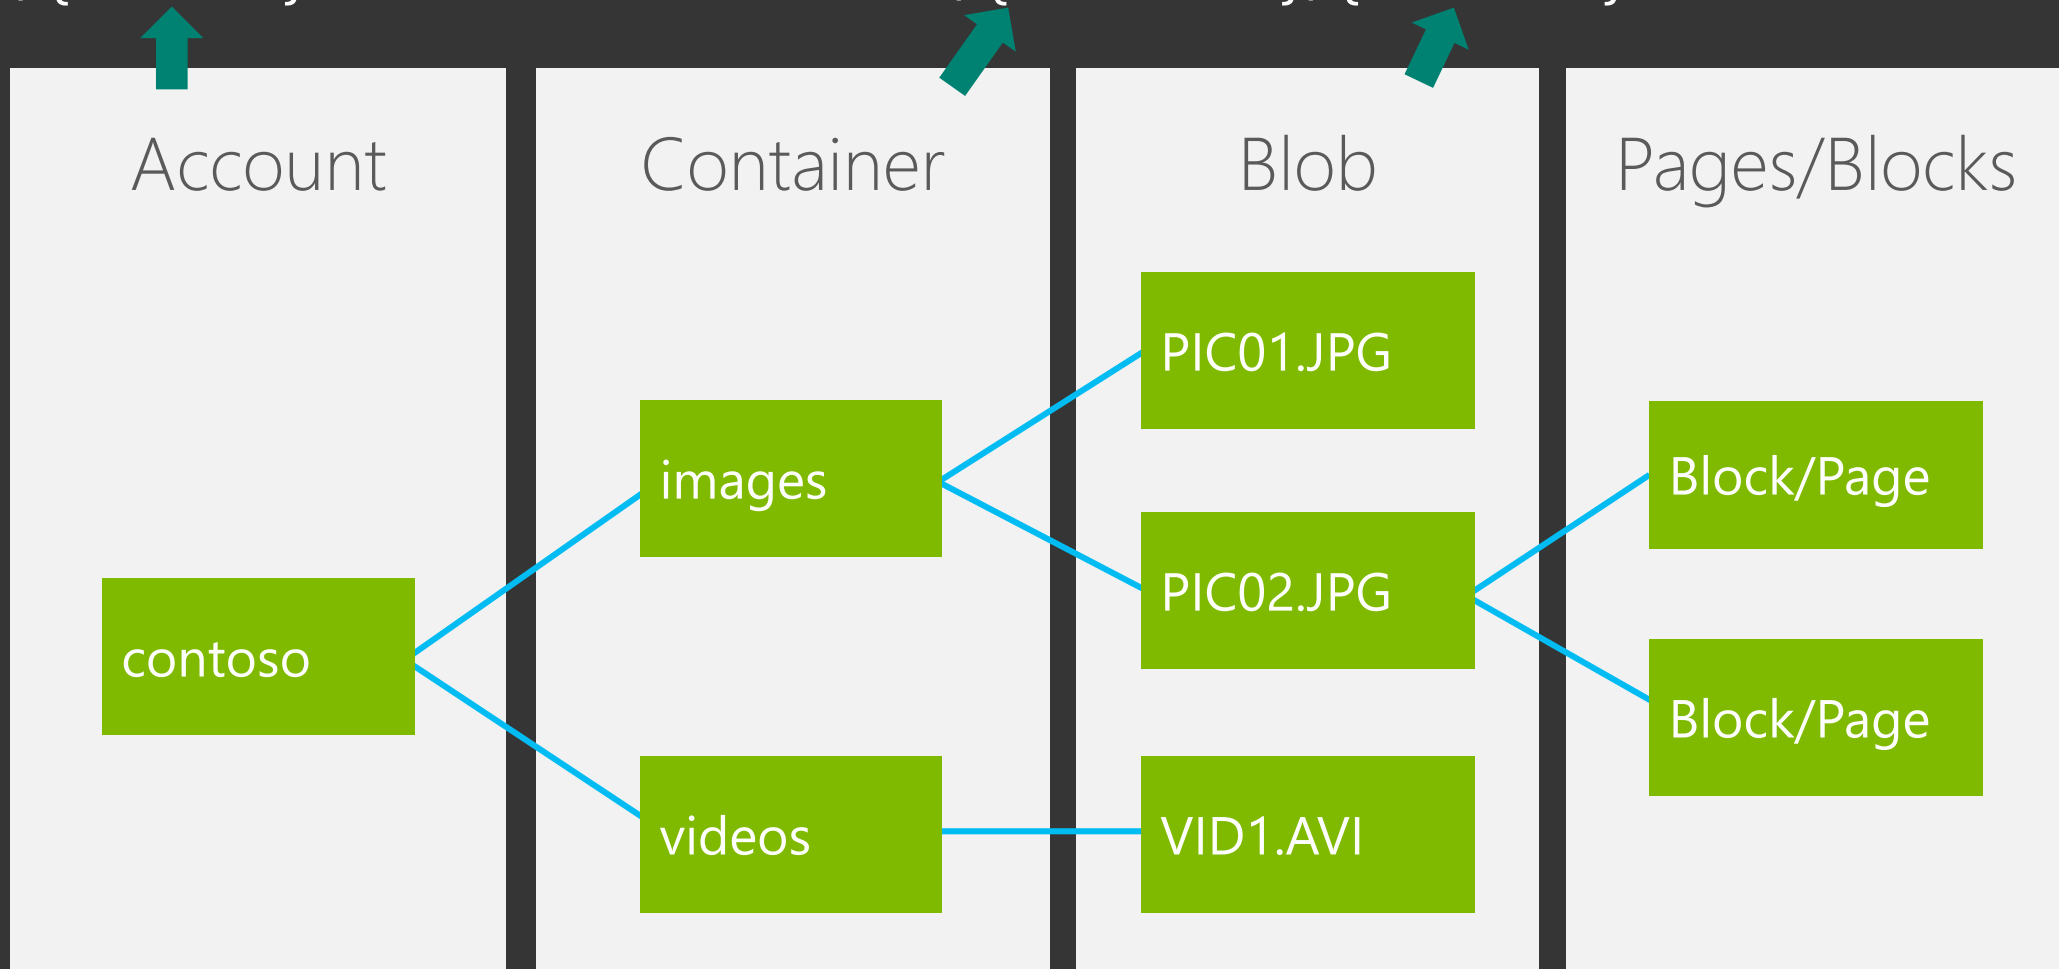 Account
Container
Blob
Pages/Blocks
PIC01.JPG
images
Block/Page
PIC02.JPG
contoso
Block/Page
videos
VID1.AVI